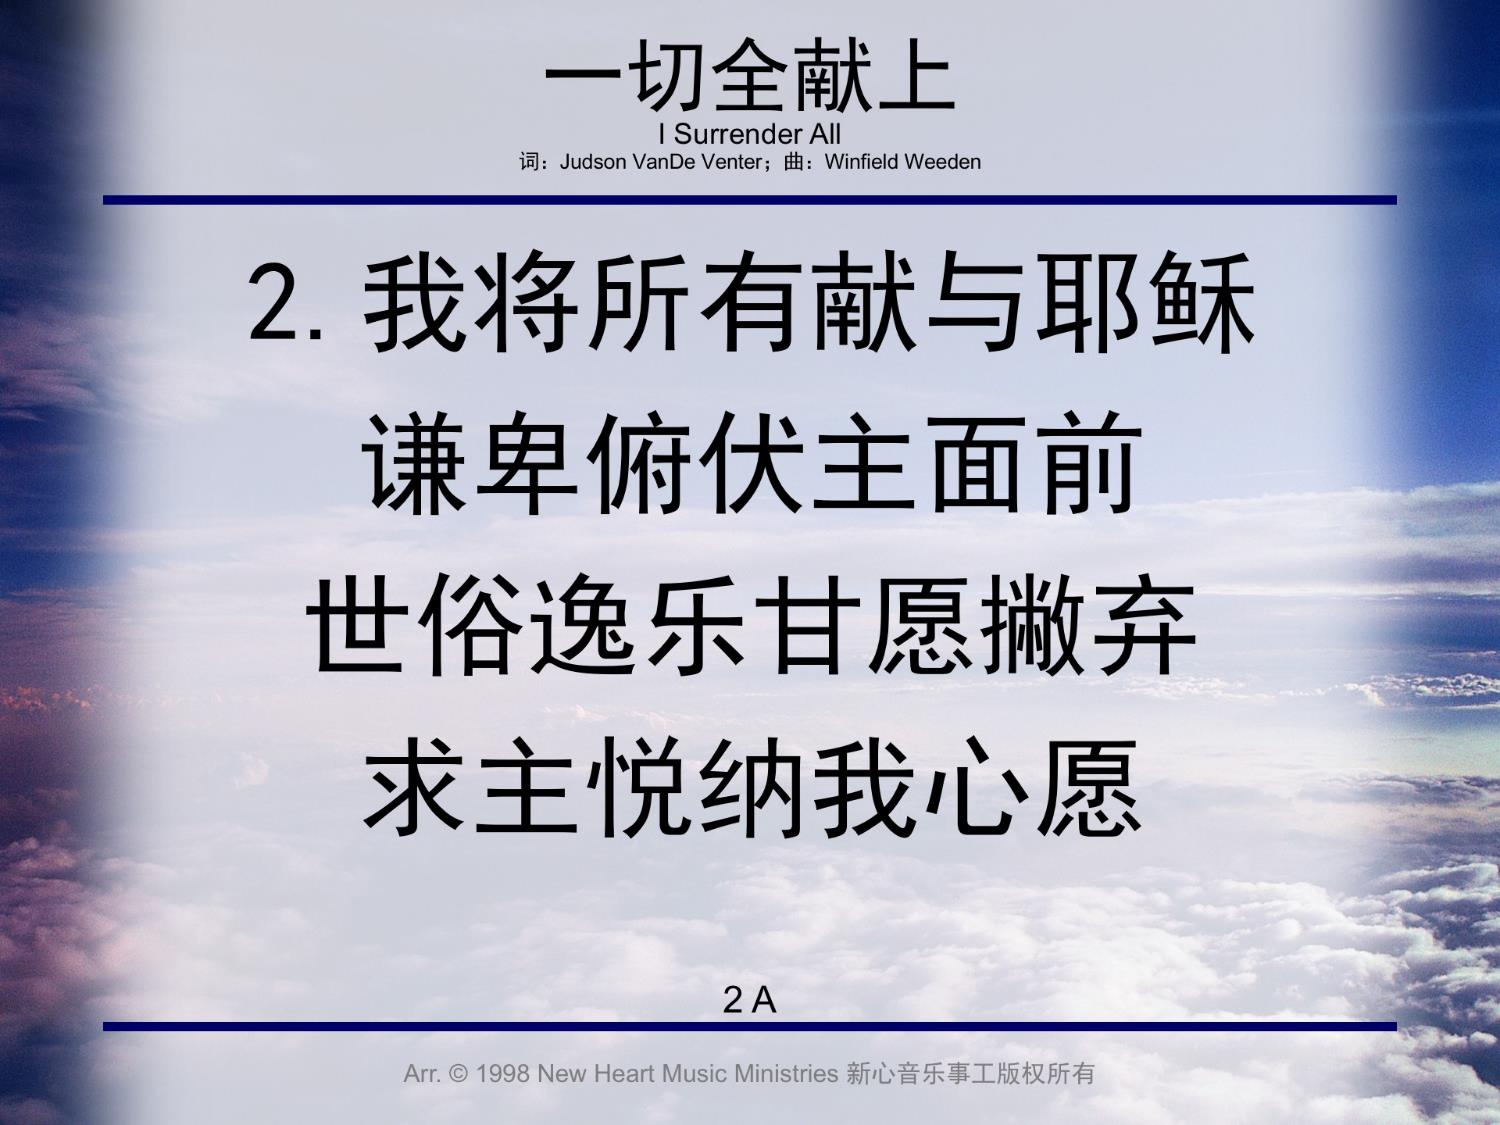 一切全献上
I Surrender All
词：Judson VanDe Venter；曲：Winfield Weeden
2. 我将所有献与耶稣
谦卑俯伏主面前
世俗逸乐甘愿撇弃
求主悦纳我心愿
2 A
Arr. © 1998 New Heart Music Ministries 新心音乐事工版权所有